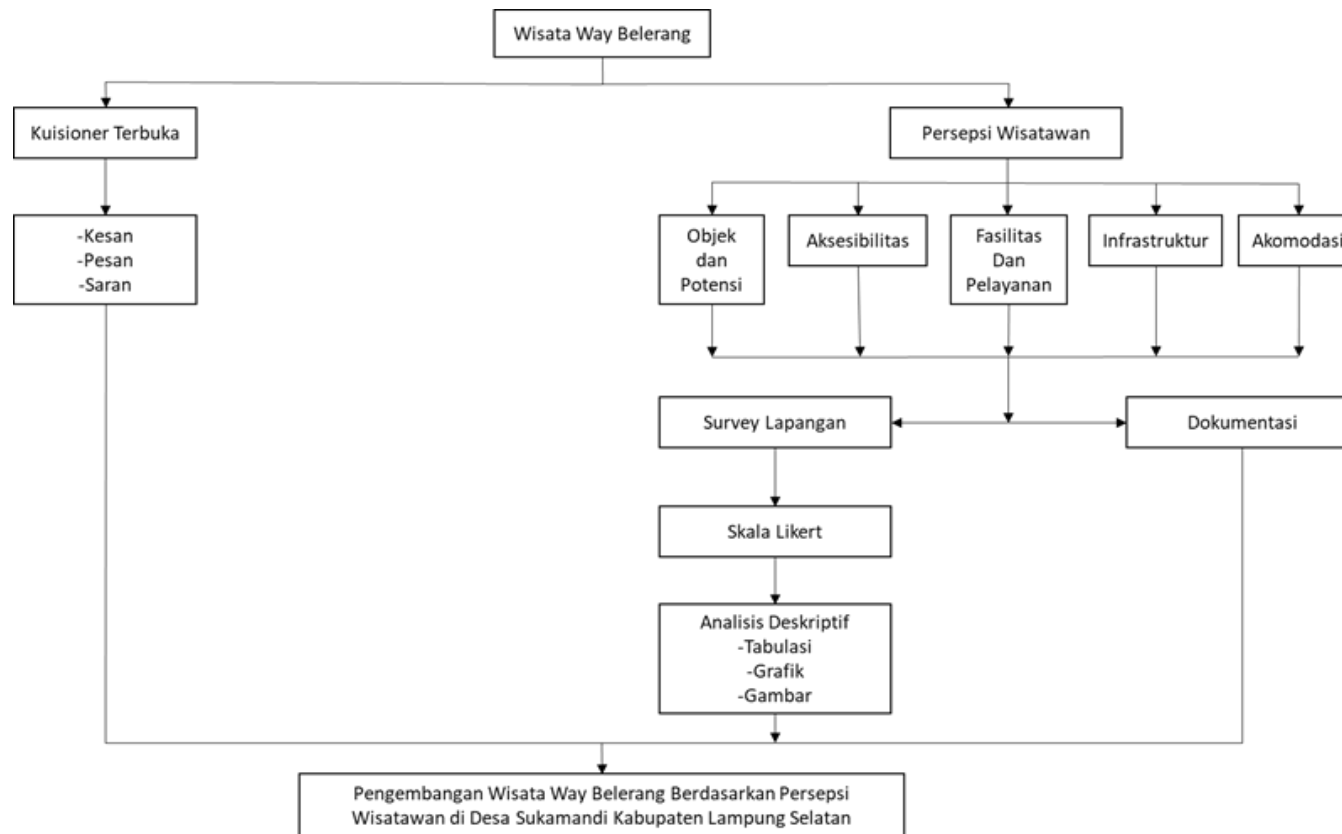 Wisata Way Belerang
Kuisioner Terbuka
Persepsi Wisatawan
-Kesan
-Pesan
-Saran
Objek
dan
Potensi
Aksesibilitas
Fasilitas
Dan
Pelayanan
Infrastruktur
Akomodasi
Survey Lapangan
Dokumentasi
Skala Likert
Analisis Deskriptif
-Tabulasi
-Grafik
-Gambar
Pengembangan Wisata Way Belerang Berdasarkan Persepsi
Wisatawan di Desa Sukamandi Kabupaten Lampung Selatan